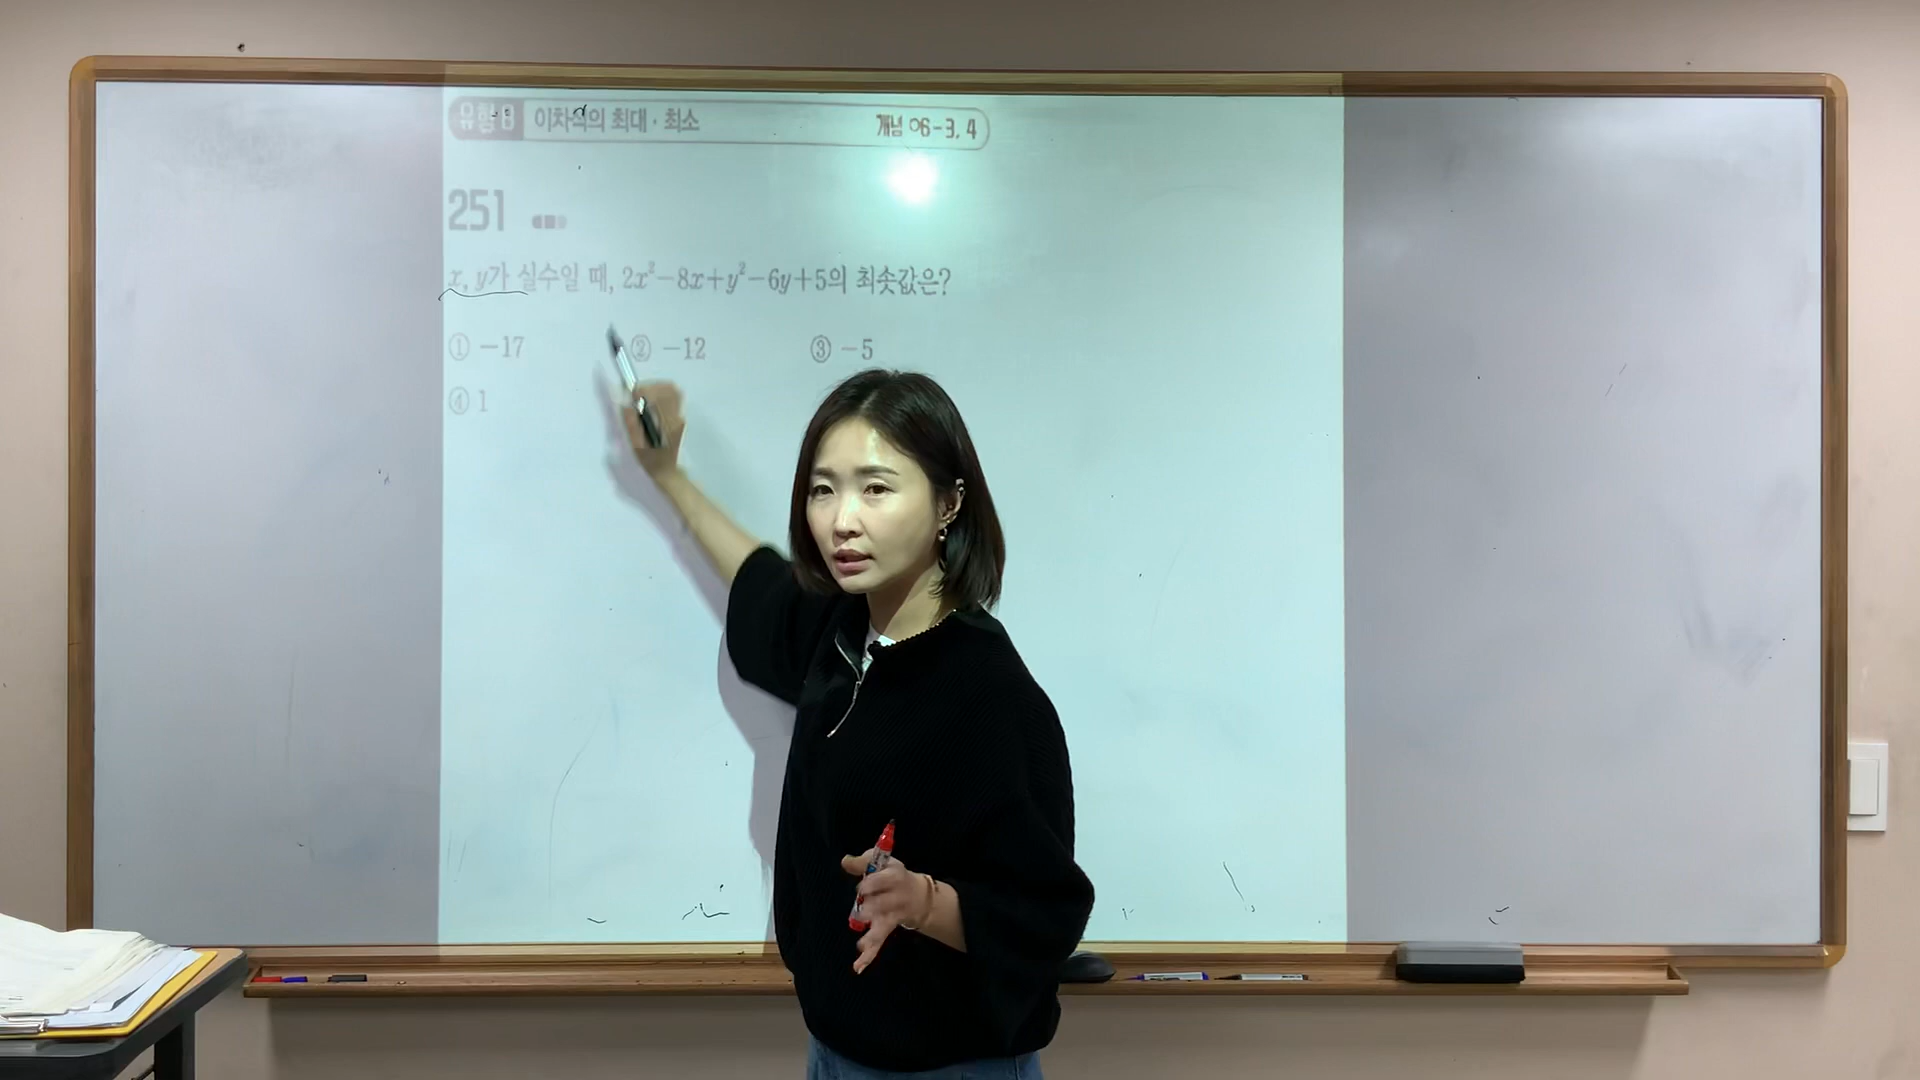 유형 8 이차식의 최대·최소 개념 06-3, 4
251
x, y가 실수일 때, 2x²-8x+y²-6y+5의 최솟값은?
① -17 ② -12 ③ -5
④ 1